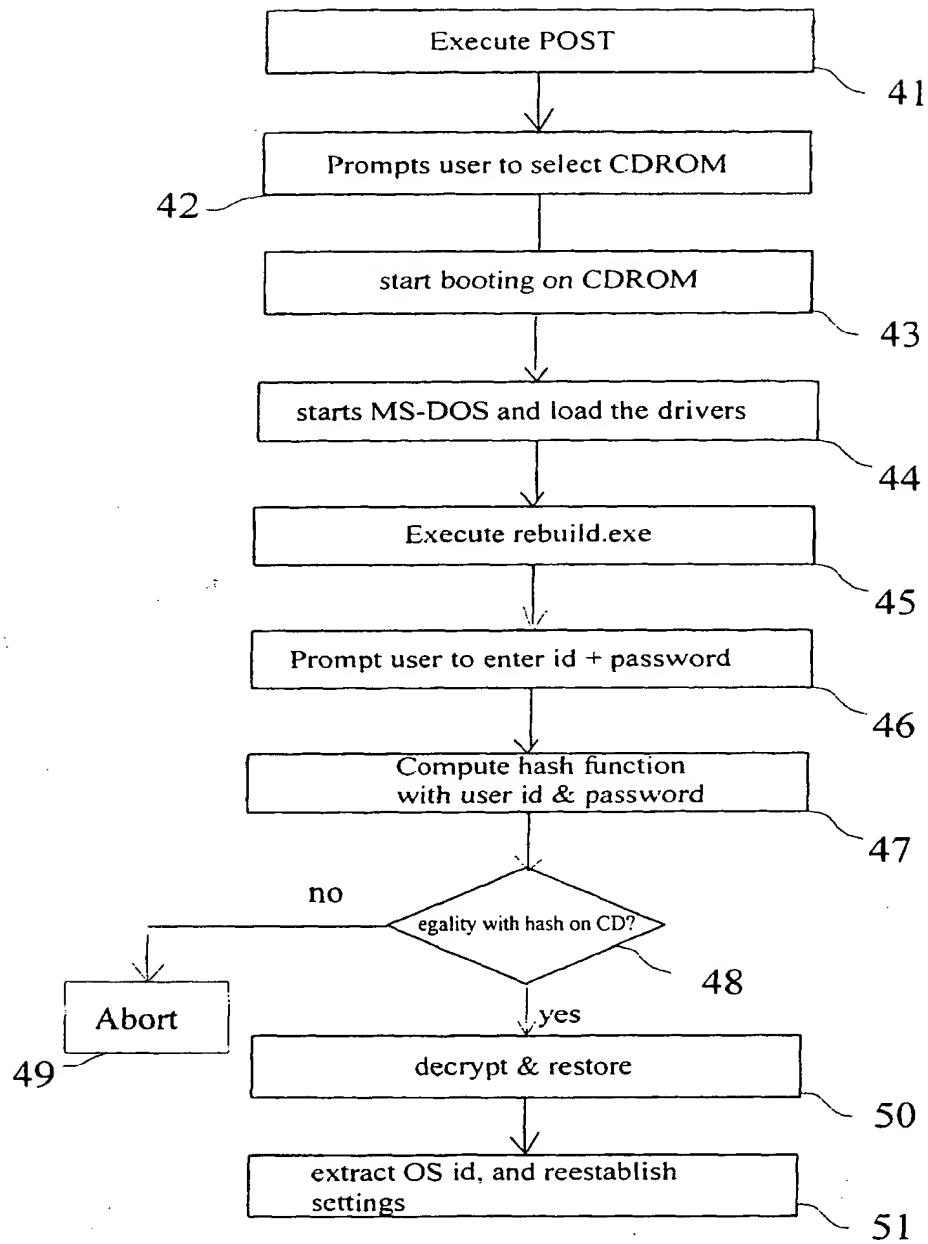 Execute POST
41
Prompts user to select CDROM
42
start booting on CDROM
43
starts MS-DOS and load the drivers
44
Execute rebuild.exe
45
Prompt user to enter id + password
46
Compute hash function
with user id & password
47
no
egality with hash on CD?
48
Abort
yes
49
decrypt & restore
50
extract OS id, and reestablish
settings
51